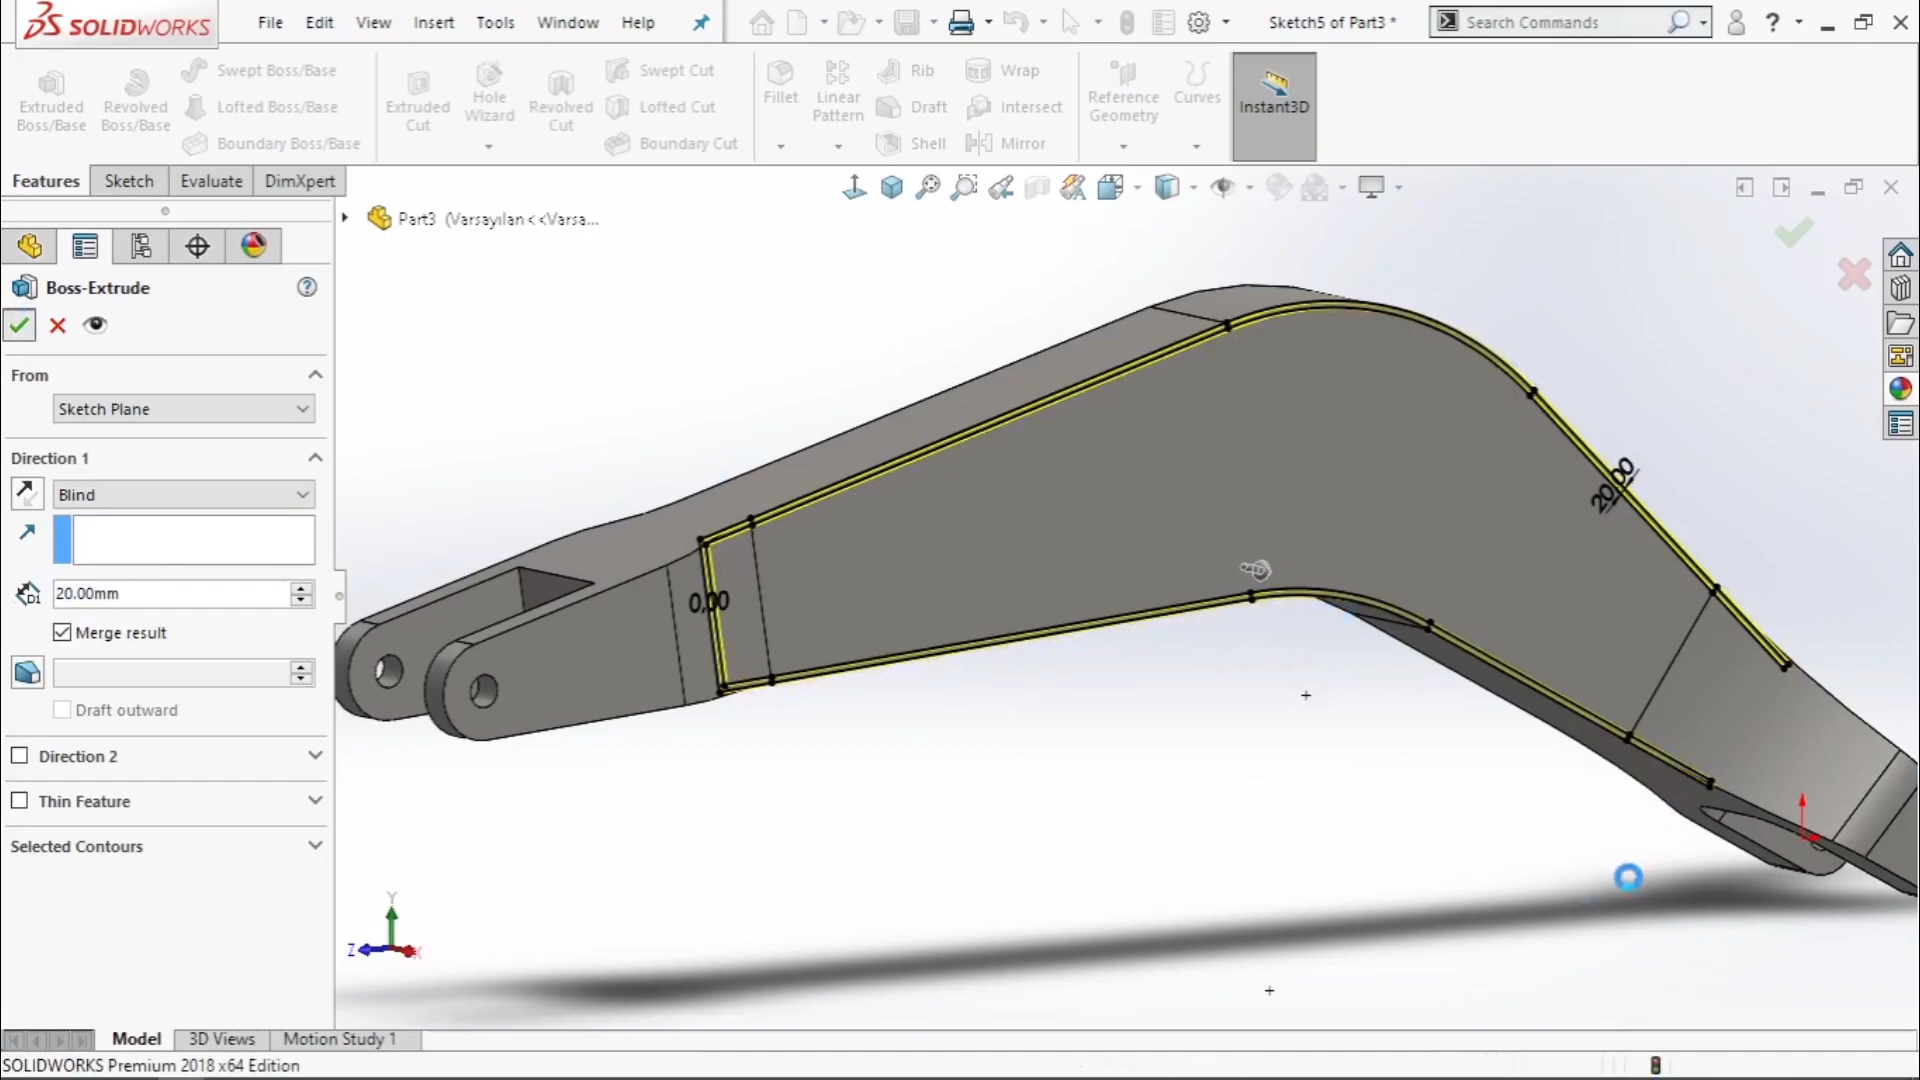 SOLIDWORKS File Edit View Insert Tools Window Help Sketch5 of Part3 * Search Commands ?
Extruded Boss/Base
Revolved Boss/Base
Swept Boss/Base
Lofted Boss/Base
Boundary Boss/Base
Extruded Cut
Hole Wizard
Revolved Cut
Swept Cut
Lofted Cut
Boundary Cut
Fillet
Linear Pattern
Rib
Draft
Shell
Wrap
Intersect
Mirror
Reference Geometry
Curves
Instant3D
Features Sketch Evaluate DimXpert
Part3 (Varsayılan<<Varsa...
Boss-Extrude
From
Sketch Plane
Direction 1
Blind
D1
20.00mm
Merge result
Draft outward
Direction 2
Thin Feature
Selected Contours
20,00
0,00
Y
Z
X
Model 3D Views Motion Study 1
SOLIDWORKS Premium 2018 x64 Edition